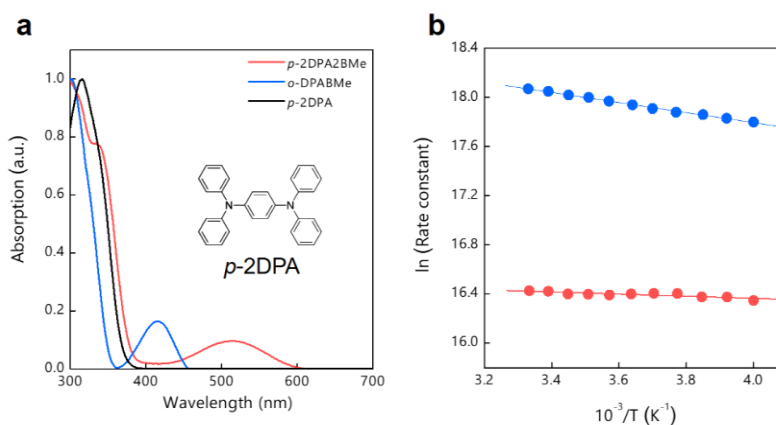 a
1.0
0.8
0.6
0.4
0.2
0.0
300
400
500
600
700
Absorption (a.u.)
Wavelength (nm)
p-2DPA2BMe
o-DPABMe
p-2DPA
N
N
p-2DPA
b
18.4
18.0
17.6
17.2
16.8
16.4
16.0
3.2
3.4
3.6
3.8
4.0
ln (Rate constant)
10⁻³/T (K⁻¹)